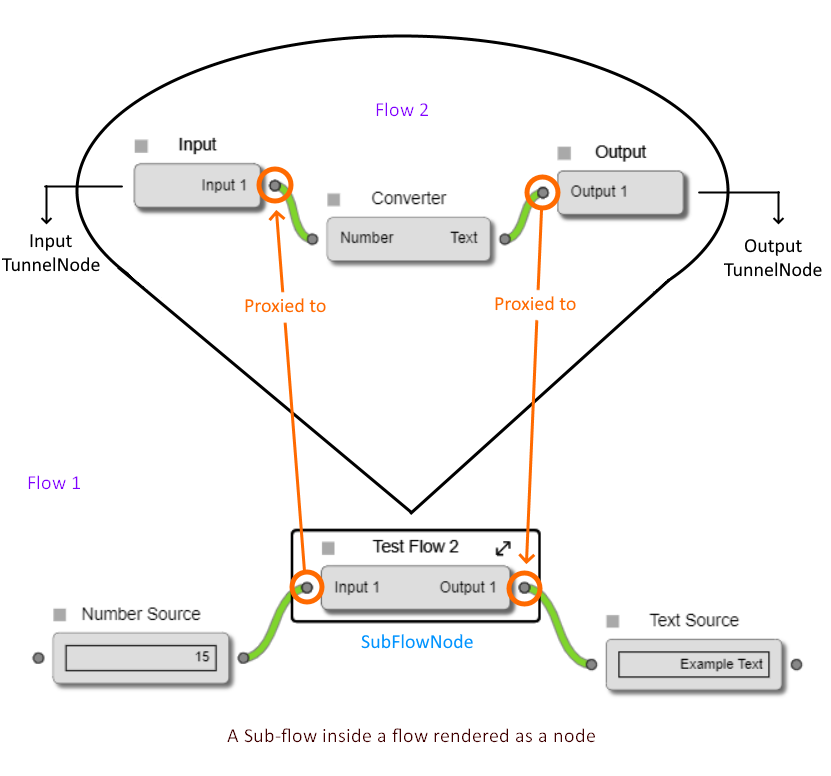 Flow 2
Input
Input 1
Converter
Number Text
Output
Output 1
Input
TunnelNode
Output
TunnelNode
Proxied to
Proxied to
Flow 1
Test Flow 2
Input 1 Output 1
SubFlowNode
Number Source
15
Text Source
Example Text
A Sub-flow inside a flow rendered as a node